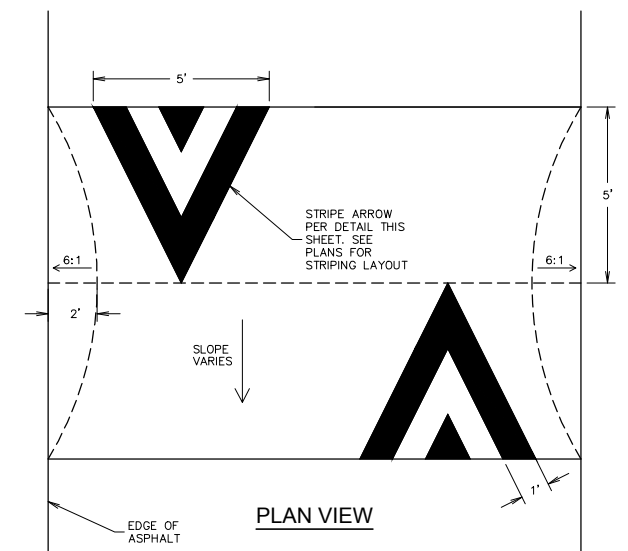 5'
5'
STRIPE ARROW
PER DETAIL THIS
SHEET. SEE
PLANS FOR
STRIPING LAYOUT
6:1
6:1
2'
SLOPE
VARIES
1'
PLAN VIEW
EDGE OF
ASPHALT